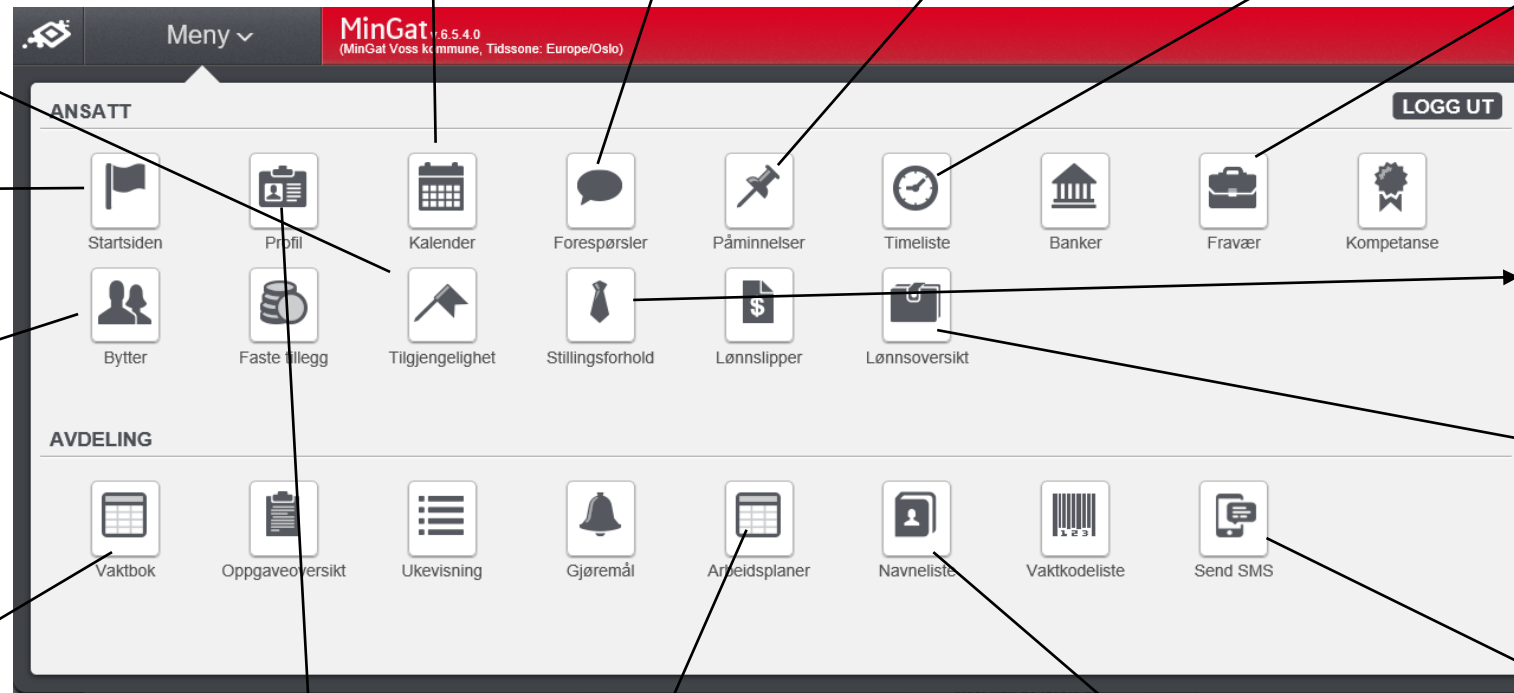 Meny
MinGat v.6.5.4.0
(MinGat Voss kommune, Tidssone: Europe/Oslo)
ANSATT
LOGG UT
Startsiden
Profil
Kalender
Forespørsler
Påminnelser
Timeliste
Banker
Fravær
Kompetanse
$
Bytter
Faste tillegg
Tilgjengelighet
Stillingsforhold
Lønnslipper
Lønnsoversikt
AVDELING
123
Vaktbok
Oppgaveoversikt
Ukevisning
Gjøremål
Arbeidsplaner
Navneliste
Vaktkodeliste
Send SMS